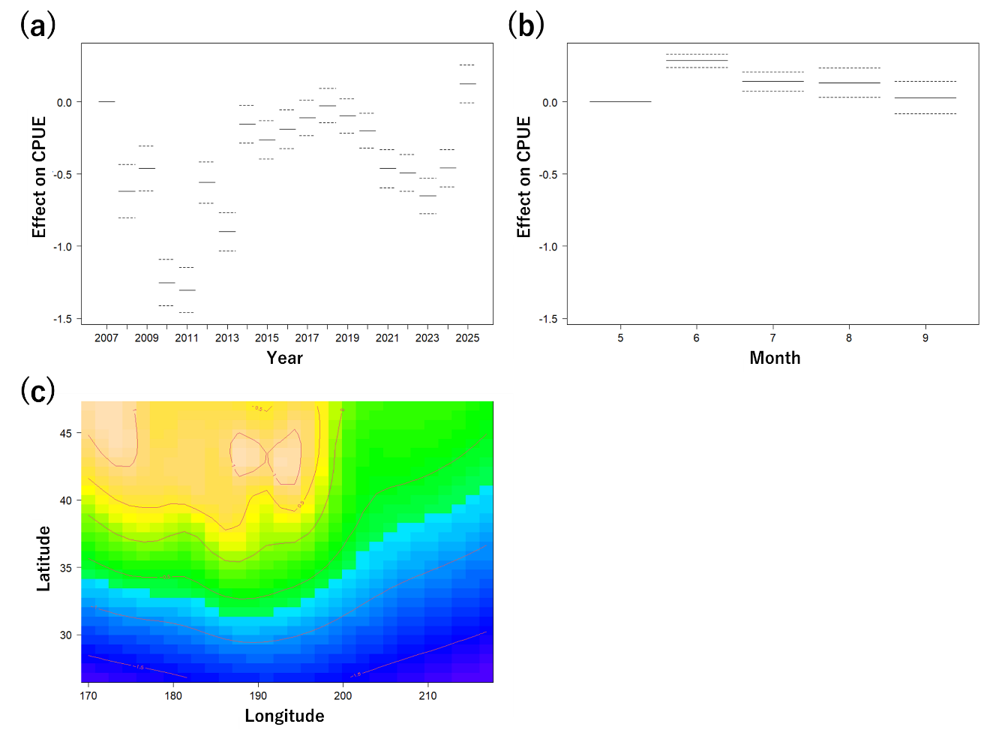 (a)
(b)
Effect on CPUE
0.0
-0.5
-1.0
-1.5
2007 2009 2011 2013 2015 2017 2019 2021 2023 2025
Year
Effect on CPUE
0.0
-0.5
-1.0
-1.5
5 6 7 8 9
Month
(c)
Latitude
45
40
35
30
170 180 190 200 210
Longitude